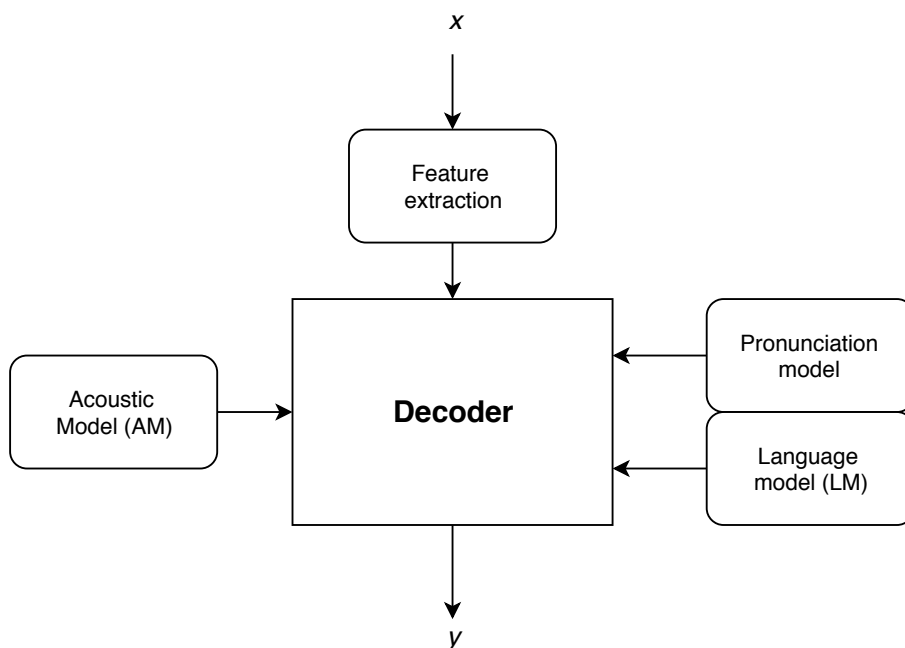 x
Feature
extraction
Pronunciation
model
Acoustic
Model (AM)
Decoder
Language
model (LM)
y